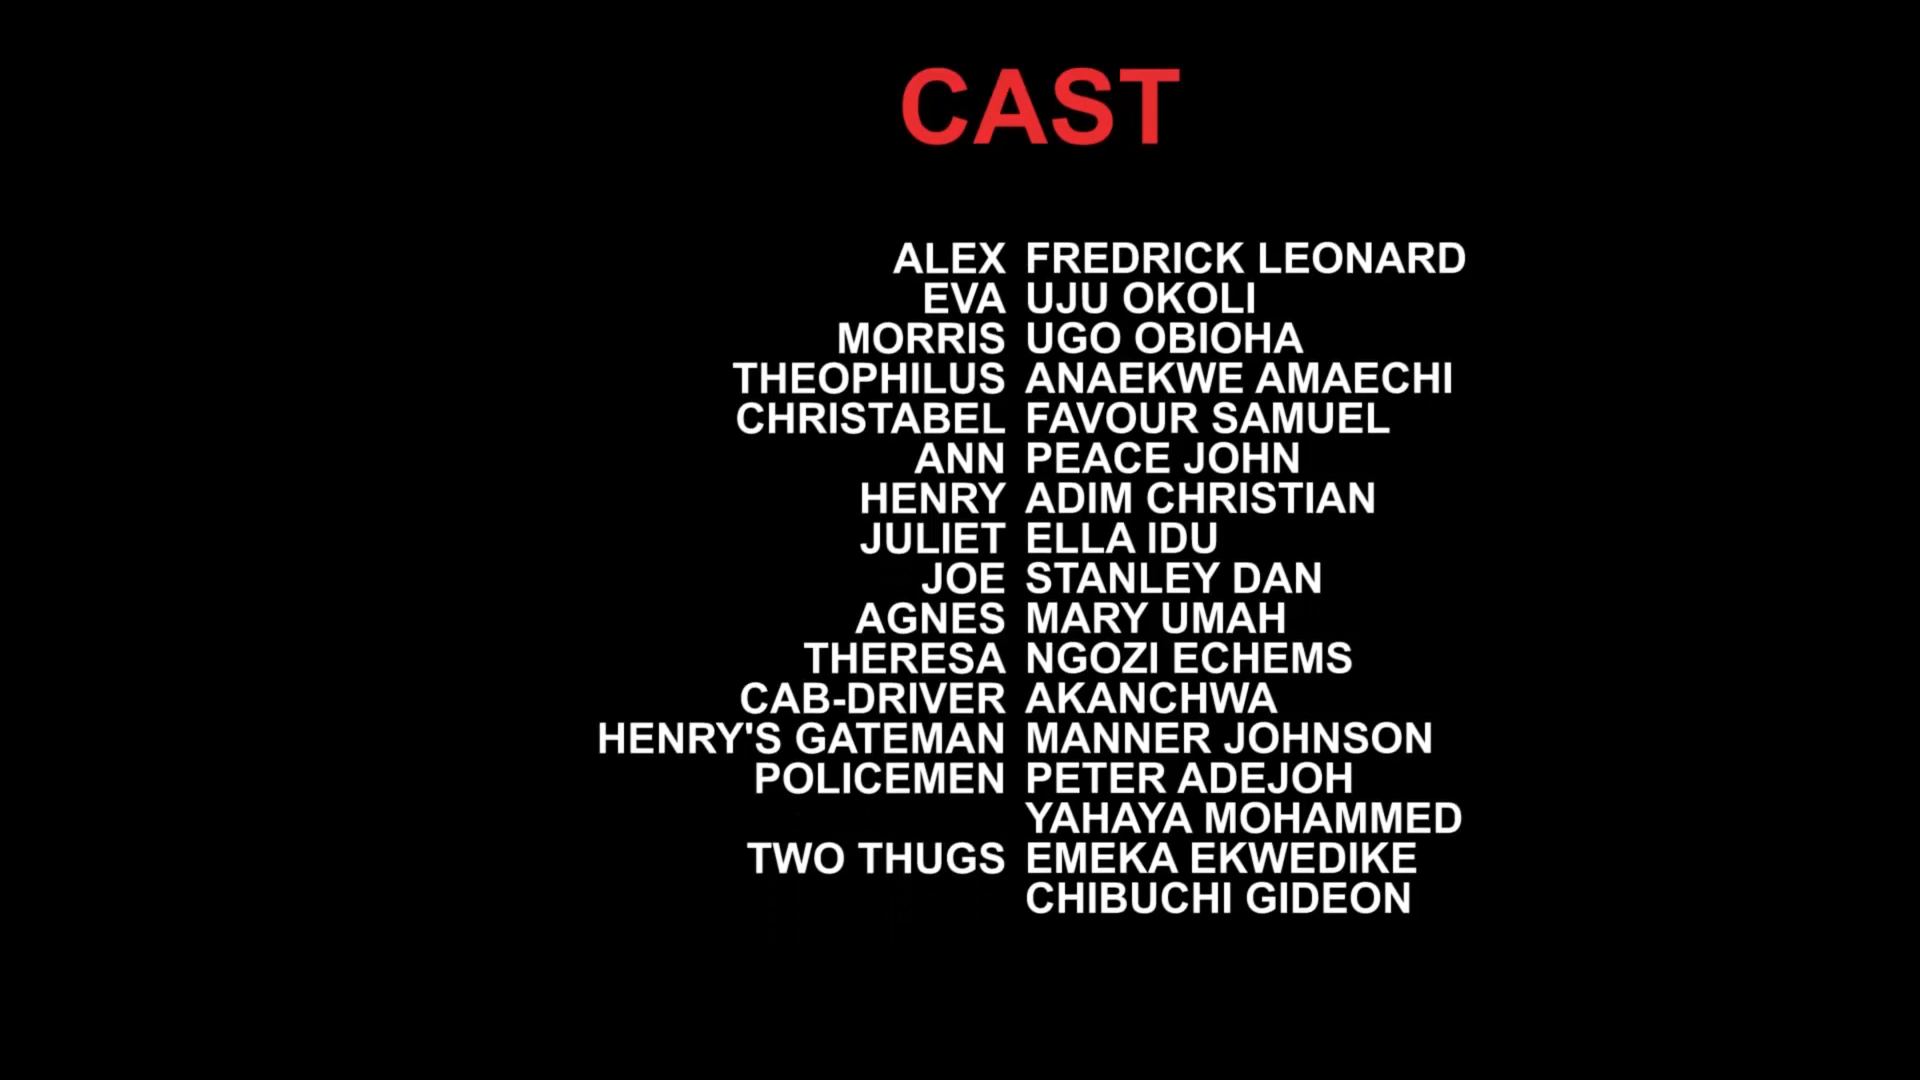 CAST
ALEX FREDRICK LEONARD
EVA UJU OKOLI
MORRIS UGO OBIOHA
THEOPHILUS ANAEKWE AMAECHI
CHRISTABEL FAVOUR SAMUEL
ANN PEACE JOHN
HENRY ADIM CHRISTIAN
JULIET ELLA IDU
JOE STANLEY DAN
AGNES MARY UMAH
THERESA NGOZI ECHEMS
CAB-DRIVER AKANCHWA
HENRY'S GATEMAN MANNER JOHNSON
POLICEMEN PETER ADEJOH
YAHAYA MOHAMMED
TWO THUGS EMEKA EKWEDIKE
CHIBUCHI GIDEON